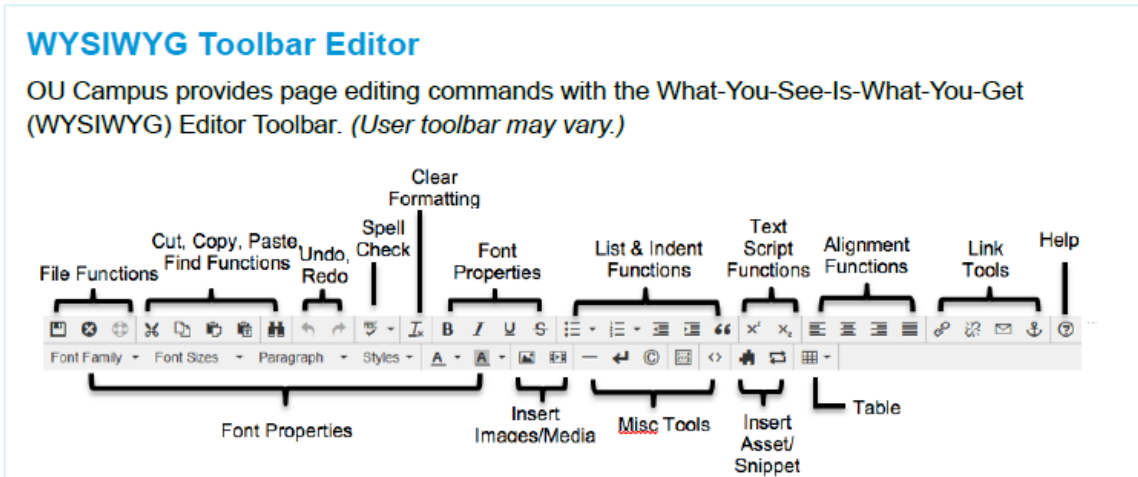 WYSIWYG Toolbar Editor
OU Campus provides page editing commands with the What-You-See-Is-What-You-Get
(WYSIWYG) Editor Toolbar. (User toolbar may vary.)
Clear
Formatting
File Functions
Cut, Copy, Paste,
Find Functions
Undo,
Redo
Spell
Check
Font
Properties
List & Indent
Functions
Text
Script
Functions
Alignment
Functions
Link
Tools
Help
Font Family
Font Sizes
Paragraph
Styles
Font Properties
Insert
Images/Media
Misc Tools
Insert
Asset/
Snippet
Table